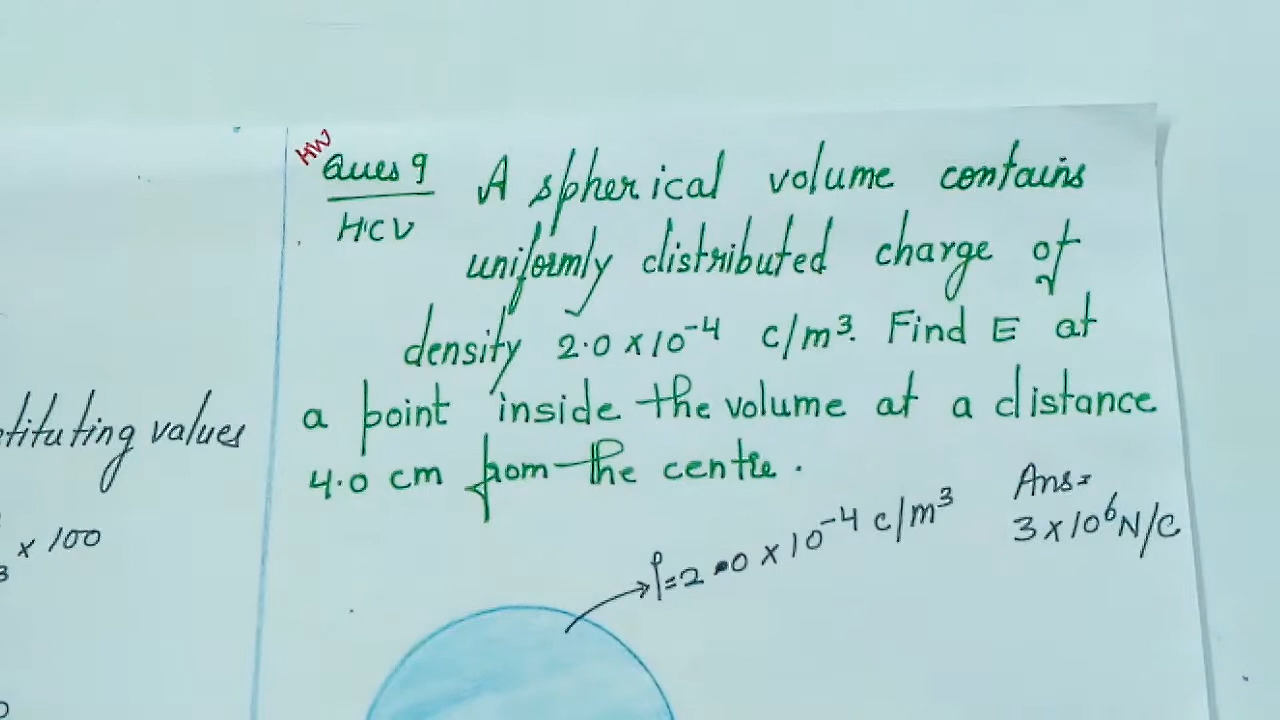 HW
Ques 9 A spherical volume contains
HCV uniformly distributed charge of
density 2.0 x 10⁻⁴ C/m³. Find E at
a point inside the volume at a distance
4.0 cm from the centre.
Ans=
3 x 10⁶ N/C
ρ=2.0 x 10⁻⁴ C/m³
tituting values
x 100
3